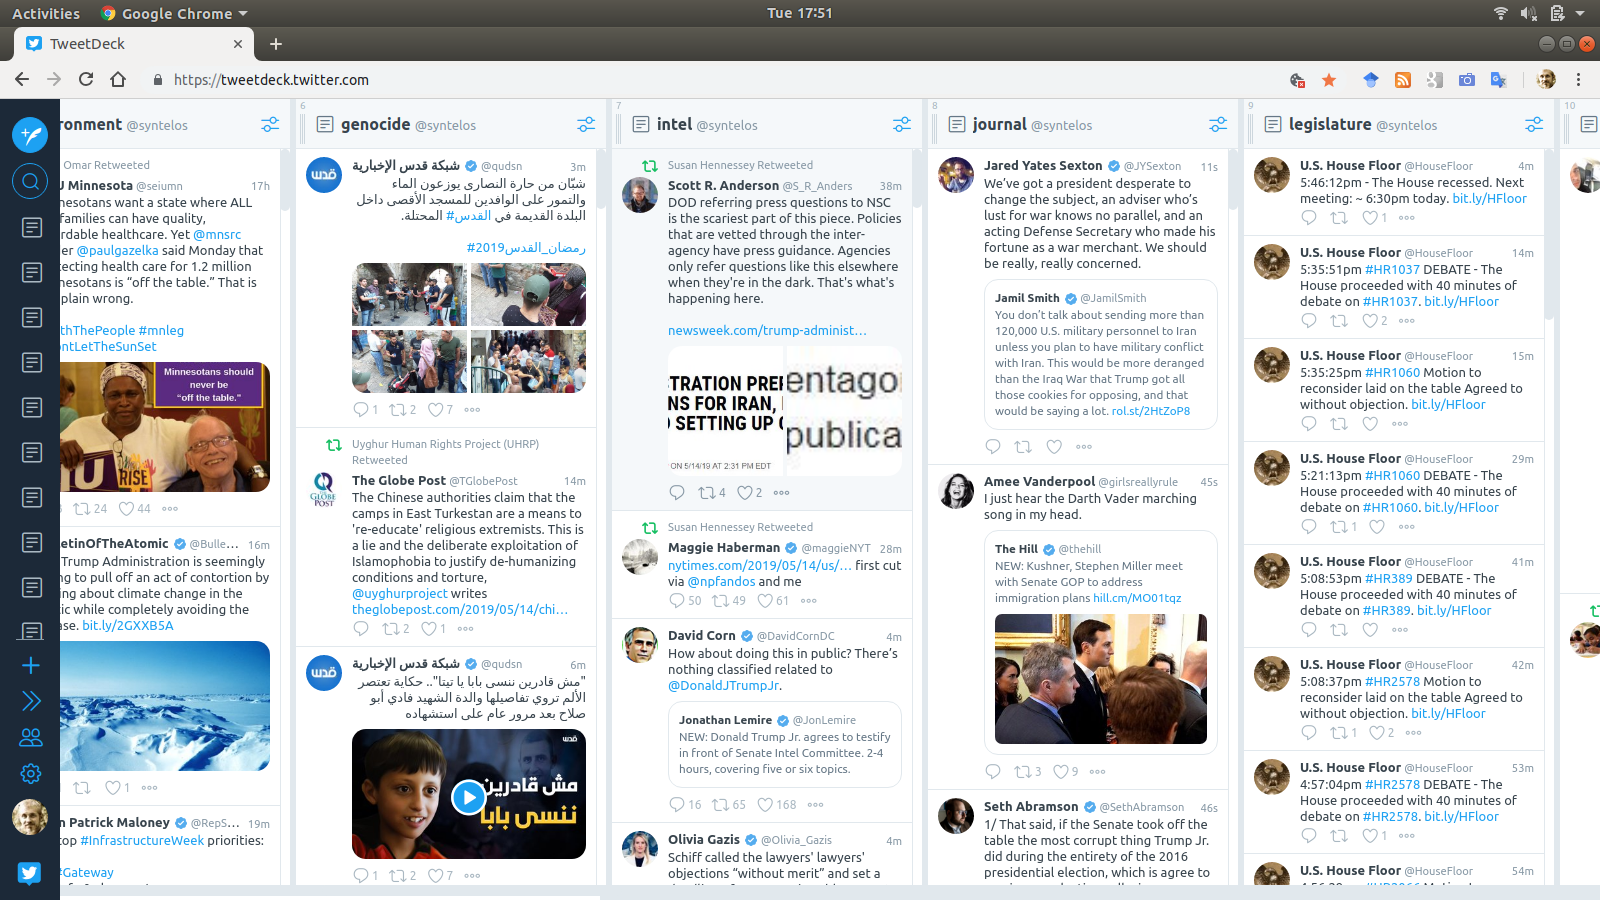 Activities
Google Chrome
Tue 17:51
TweetDeck
https://tweetdeck.twitter.com
ronment @syntelos
Omar Retweeted
Minnesota @seiumn 17h
nesotans want a state where ALL
families can have quality,
rdable healthcare. Yet @mnsrc
er @paulgazelka said Monday that
tecting health care for 1.2 million
nesotans is “off the table.” That is
plain wrong.
thThePeople #mnleg
ontLetTheSunSet
Minnesotans should
never be
“off the table.”
RISE
24 44
etinOfTheAtomic @Bulle... 16m
Trump Administration is seemingly
ng to pull off an act of contortion by
ing about climate change in the
tic while completely avoiding the
ase. bit.ly/2GXXB5A
1
n Patrick Maloney @RepS... 19m
top #InfrastructureWeek priorities:
#Gateway
6
genocide @syntelos
شبكة قدس الإخبارية @qudsn 3m
شبّان من حارة النصارى يوزعون الماء
والتمور على الوافدين للمسجد الأقصى داخل
البلدة القديمة في #القدس المحتلة.
#رمضان_القدس2019
1 2 7
Uyghur Human Rights Project (UHRP)
Retweeted
The Globe Post @TGlobePost 14m
GLOBE
POST
The Chinese authorities claim that the
camps in East Turkestan are a means to
're-educate' religious extremists. This is
a lie and the deliberate exploitation of
Islamophobia to justify de-humanizing
conditions and torture,
@uyghurproject writes
theglobepost.com/2019/05/14/chi...
2 1
شبكة قدس الإخبارية @qudsn 6m
"مش قادرين ننسى بابا يا تيتا".. حكاية تعتصر
الألم تروي تفاصيلها والدة الشهيد فادي أبو
صلاح بعد مرور عام على استشهاده
قدس
مش قادرين
ننسى بابا
1 2 7
7
intel @syntelos
Susan Hennessey Retweeted
Scott R. Anderson @S_R_Anders 38m
DOD referring press questions to NSC
is the scariest part of this piece. Policies
that are vetted through the inter-
agency have press guidance. Agencies
only refer questions like this elsewhere
when they're in the dark. That's what's
happening here.
newsweek.com/trump-administ...
STRATION PREP
NS FOR IRAN,
SETTING UP
ON 5/14/19 AT 2:31 PM EDT
entagon
publica
4 2
Susan Hennessey Retweeted
Maggie Haberman @maggieNYT 28m
nytimes.com/2019/05/14/us/... first cut
via @npfandos and me
50 49 61
David Corn @DavidCornDC 4m
How about doing this in public? There’s
nothing classified related to
@DonaldJTrumpJr.
Jonathan Lemire @JonLemire
NEW: Donald Trump Jr. agrees to testify
in front of Senate Intel Committee. 2-4
hours, covering five or six topics.
16 65 168
Olivia Gazis @Olivia_Gazis 4m
Schiff called the lawyers' lawyers'
objections “without merit” and set a
8
journal @syntelos
Jared Yates Sexton @JYSexton 11s
We’ve got a president desperate to
change the subject, an adviser who’s
lust for war knows no parallel, and an
acting Defense Secretary who made his
fortune as a war merchant. We should
be really, really concerned.
Jamil Smith @JamilSmith
You don't talk about sending more than
120,000 U.S. military personnel to Iran
unless you plan to have military conflict
with Iran. This would be more deranged
than the Iraq War that Trump got all
those cookies for opposing, and that
would be saying a lot. rol.st/2HtZoP8
Amee Vanderpool @girlsreallyrule 45s
I just hear the Darth Vader marching
song in my head.
The Hill @thehill
NEW: Kushner, Stephen Miller meet
with Senate GOP to address
immigration plans hill.cm/MO01tqz
3 9
Seth Abramson @SethAbramson 46s
1/ That said, if the Senate took off the
table the most corrupt thing Trump Jr.
did during the entirety of the 2016
presidential election, which is agree to
9
legislature @syntelos
U.S. House Floor @HouseFloor 4m
5:46:12pm - The House recessed. Next
meeting: ~ 6:30pm today. bit.ly/HFloor
1
U.S. House Floor @HouseFloor 14m
5:35:51pm #HR1037 DEBATE - The
House proceeded with 40 minutes of
debate on #HR1037. bit.ly/HFloor
2
U.S. House Floor @HouseFloor 15m
5:35:25pm #HR1060 Motion to
reconsider laid on the table Agreed to
without objection. bit.ly/HFloor
U.S. House Floor @HouseFloor 29m
5:21:13pm #HR1060 DEBATE - The
House proceeded with 40 minutes of
debate on #HR1060. bit.ly/HFloor
1
U.S. House Floor @HouseFloor 41m
5:08:53pm #HR389 DEBATE - The
House proceeded with 40 minutes of
debate on #HR389. bit.ly/HFloor
U.S. House Floor @HouseFloor 42m
5:08:37pm #HR2578 Motion to
reconsider laid on the table Agreed to
without objection. bit.ly/HFloor
1 2
U.S. House Floor @HouseFloor 53m
4:57:04pm #HR2578 DEBATE - The
House proceeded with 40 minutes of
debate on #HR2578. bit.ly/HFloor
1
U.S. House Floor @HouseFloor 54m
10